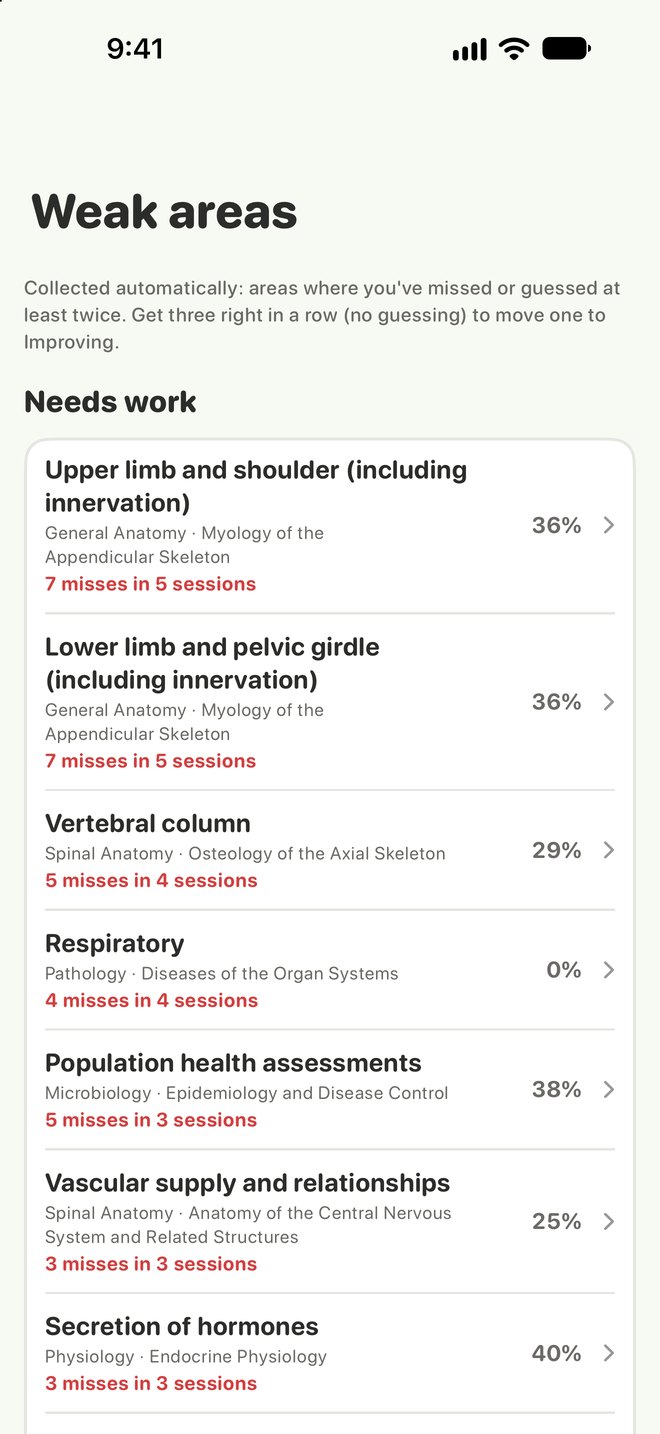 9:41
Weak areas
Collected automatically: areas where you've missed or guessed at
least twice. Get three right in a row (no guessing) to move one to
Improving.
Needs work
Upper limb and shoulder (including
innervation)
General Anatomy · Myology of the
Appendicular Skeleton
7 misses in 5 sessions
36%
Lower limb and pelvic girdle
(including innervation)
General Anatomy · Myology of the
Appendicular Skeleton
7 misses in 5 sessions
36%
Vertebral column
Spinal Anatomy · Osteology of the Axial Skeleton
5 misses in 4 sessions
29%
Respiratory
Pathology · Diseases of the Organ Systems
4 misses in 4 sessions
0%
Population health assessments
Microbiology · Epidemiology and Disease Control
5 misses in 3 sessions
38%
Vascular supply and relationships
Spinal Anatomy · Anatomy of the Central Nervous
System and Related Structures
3 misses in 3 sessions
25%
Secretion of hormones
Physiology · Endocrine Physiology
3 misses in 3 sessions
40%